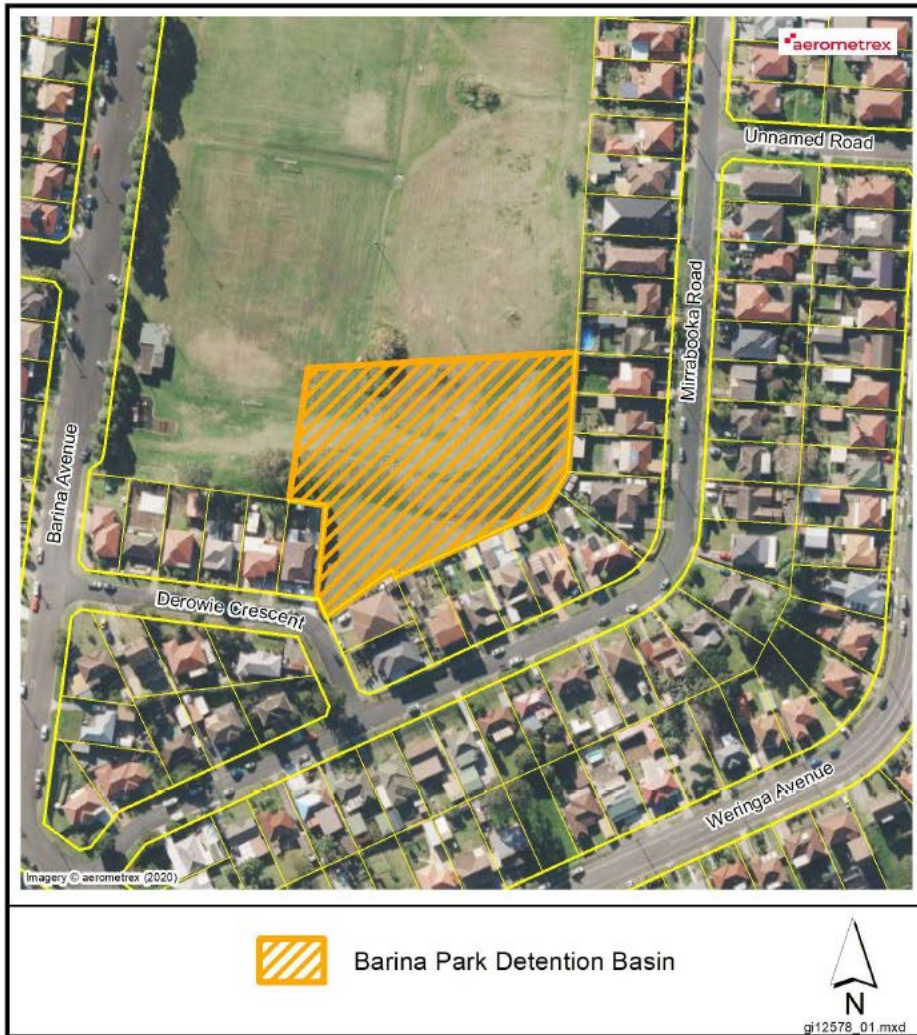 aerometrex
Unnamed Road
Mirrabooka Road
Barina Avenue
Derowie Crescent
Weringa Avenue
Imagery © aerometrex (2020)
Barina Park Detention Basin
N
gi12578_01.mxd